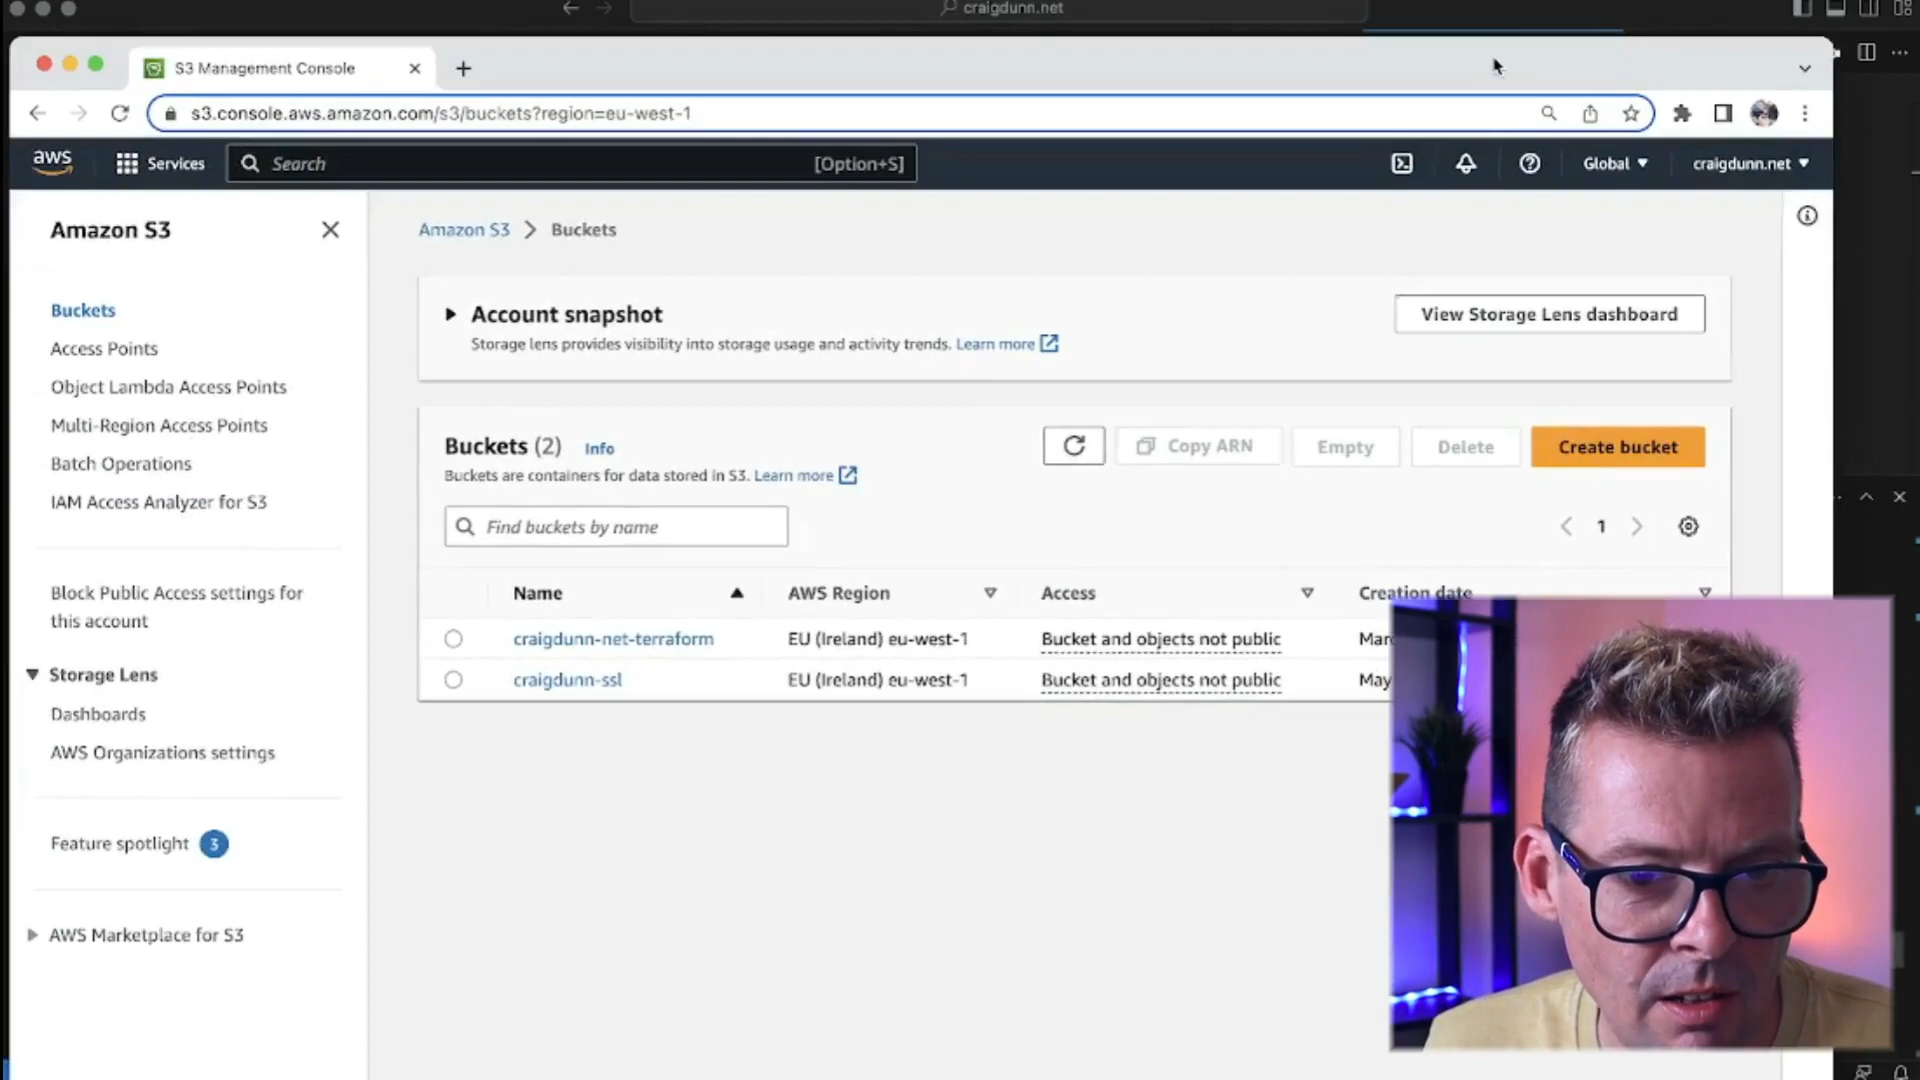 craigdunn.net
S3 Management Console
s3.console.aws.amazon.com/s3/buckets?region=eu-west-1
aws
Services
Search
[Option+S]
Global
craigdunn.net
Amazon S3
Buckets
Access Points
Object Lambda Access Points
Multi-Region Access Points
Batch Operations
IAM Access Analyzer for S3
Block Public Access settings for
this account
Storage Lens
Dashboards
AWS Organizations settings
Feature spotlight 3
AWS Marketplace for S3
Amazon S3 > Buckets
Account snapshot
Storage lens provides visibility into storage usage and activity trends. Learn more
View Storage Lens dashboard
Buckets (2) Info
Buckets are containers for data stored in S3. Learn more
Copy ARN
Empty
Delete
Create bucket
Find buckets by name
1
Name AWS Region Access Creation date
craigdunn-net-terraform EU (Ireland) eu-west-1 Bucket and objects not public
craigdunn-ssl EU (Ireland) eu-west-1 Bucket and objects not public May